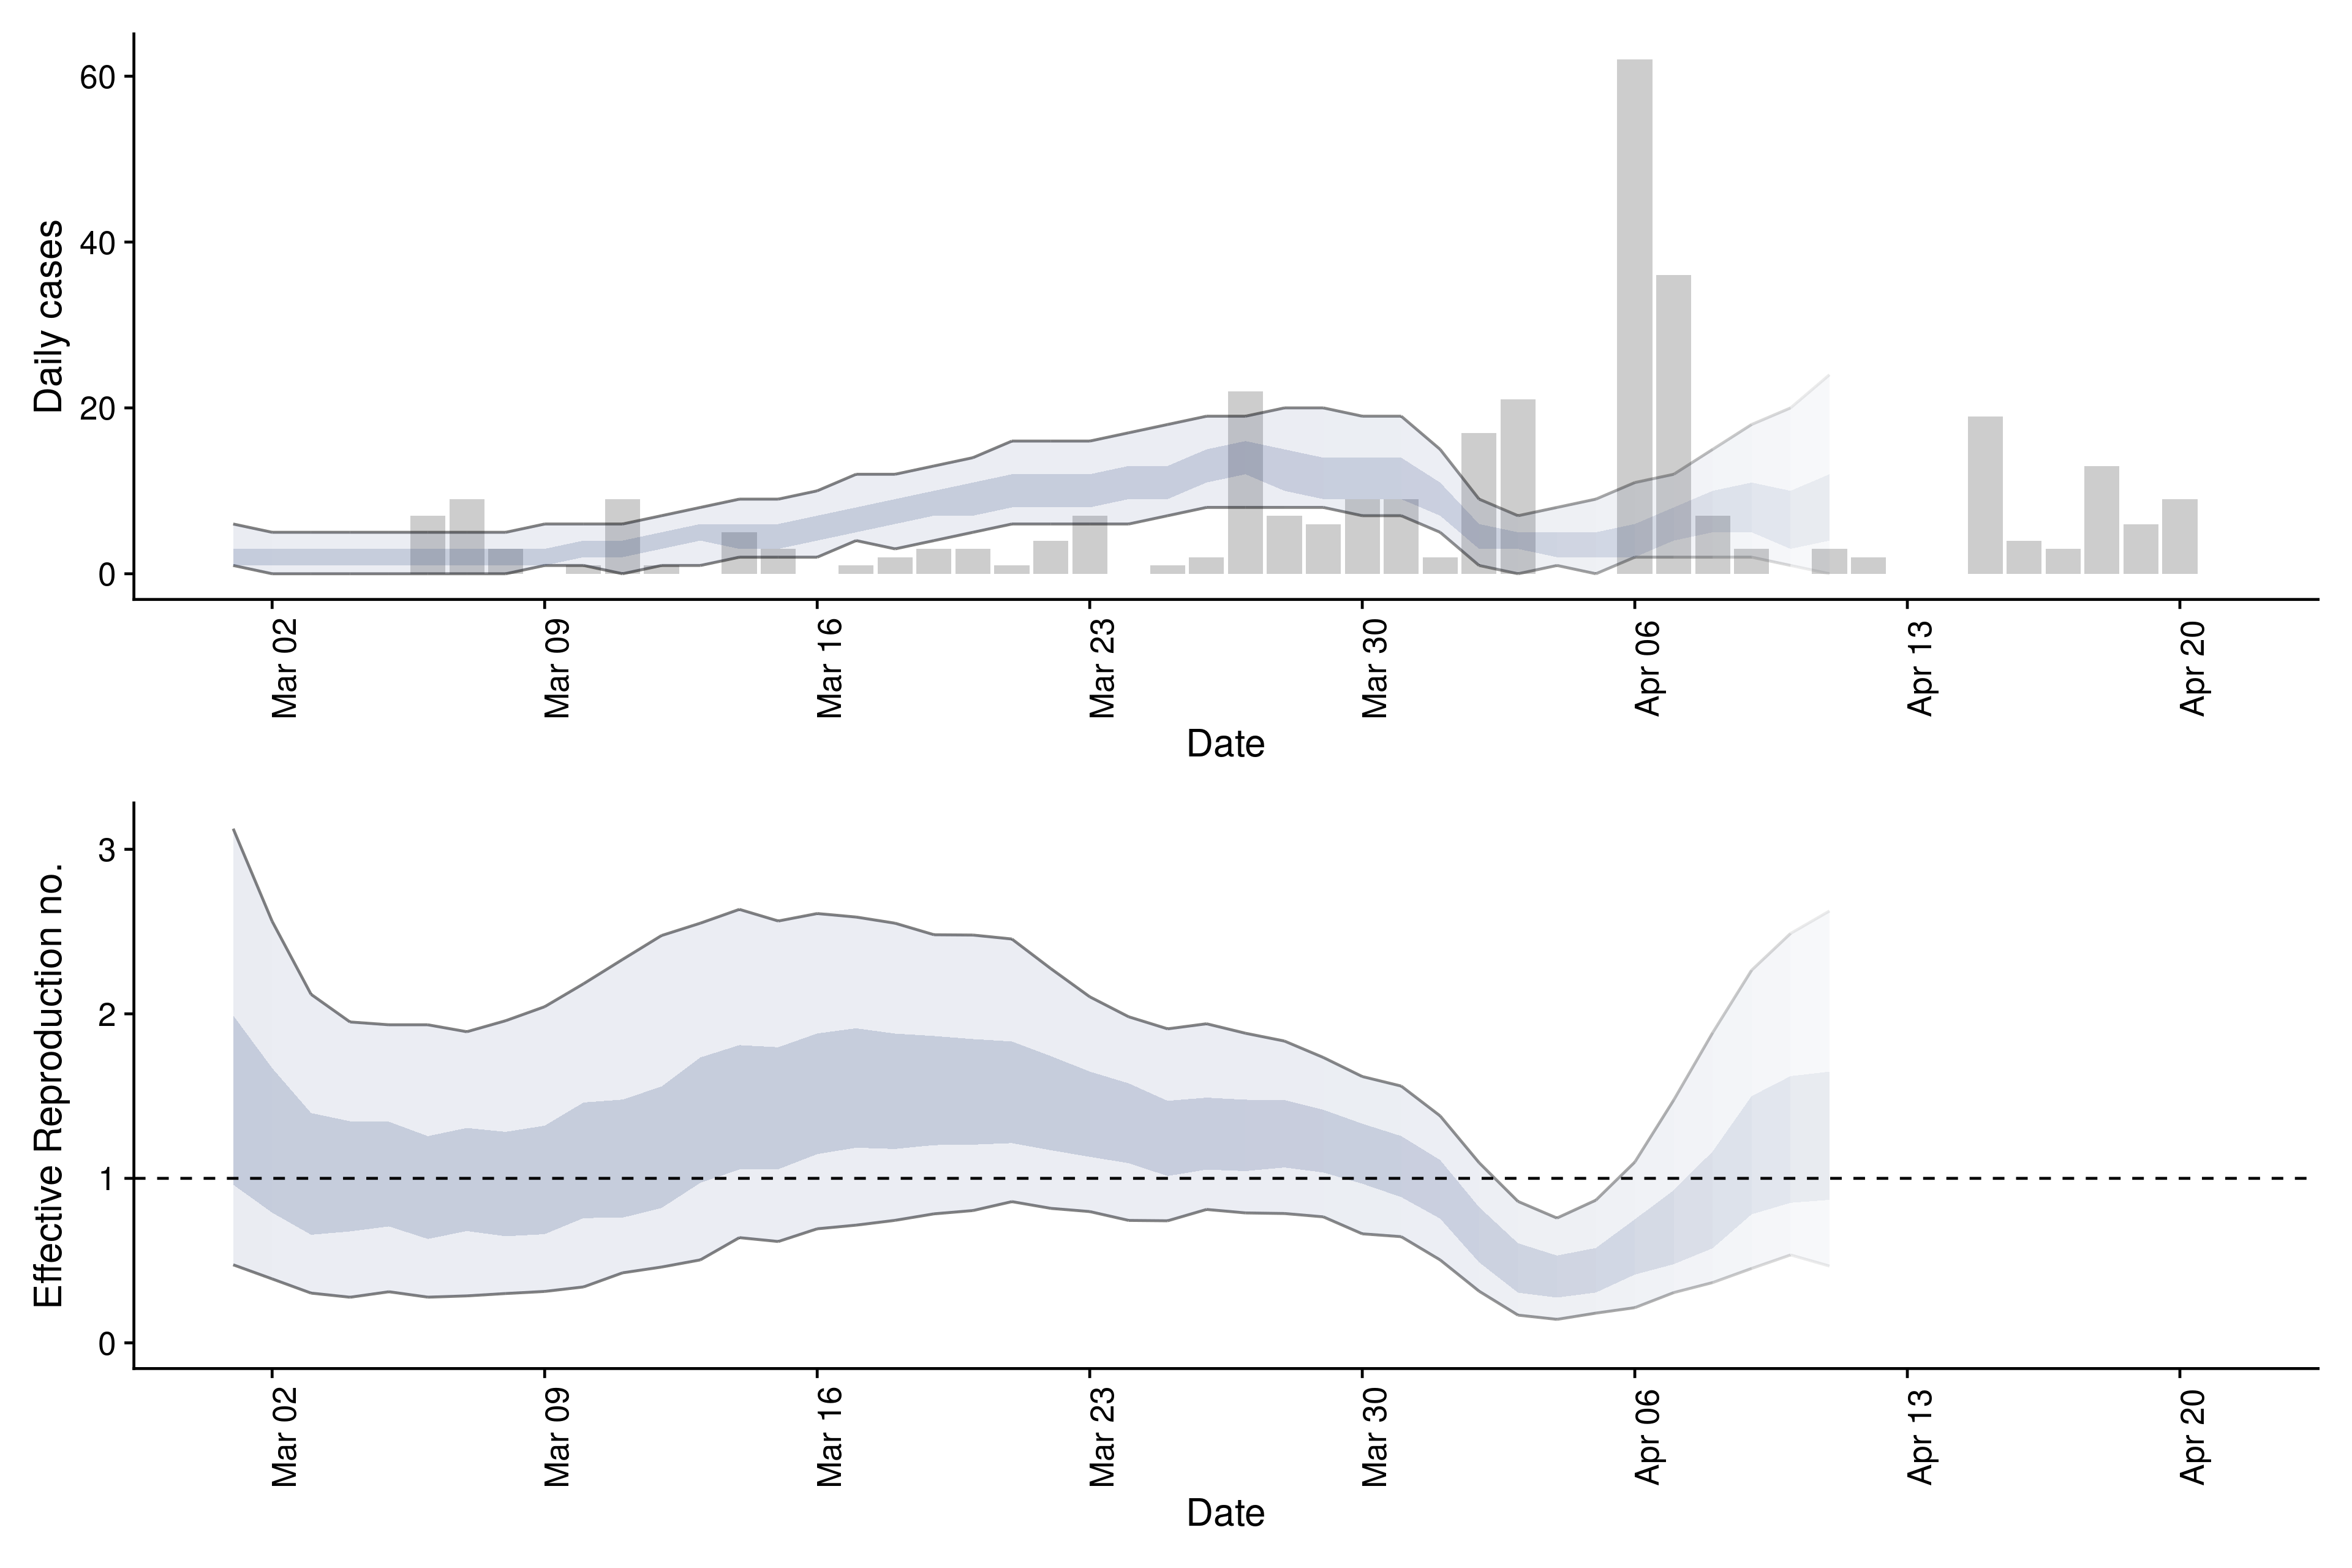 Daily cases
60
40
20
0
Mar 02
Mar 09
Mar 16
Mar 23
Mar 30
Apr 06
Apr 13
Apr 20
Date
Effective Reproduction no.
3
2
1
0
Mar 02
Mar 09
Mar 16
Mar 23
Mar 30
Apr 06
Apr 13
Apr 20
Date